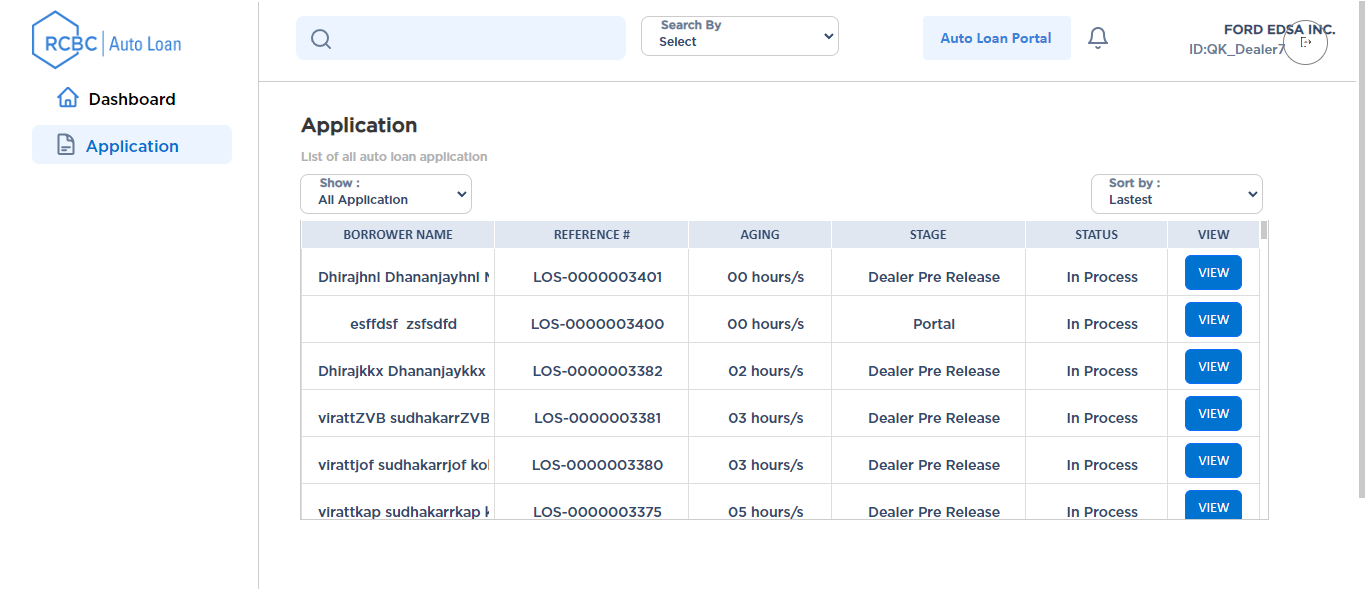 RCBC Auto Loan
Dashboard
Application
Search By
Select
Auto Loan Portal
FORD EDSA INC.
ID:QK_Dealer7
Application
List of all auto loan application
Show :
All Application
Sort by :
Lastest
BORROWER NAME REFERENCE # AGING STAGE STATUS VIEW
Dhirajhnl Dhananjayhnl LOS-0000003401 00 hours/s Dealer Pre Release In Process VIEW
esffdsf zsfsdfd LOS-0000003400 00 hours/s Portal In Process VIEW
Dhirajkkx Dhananjaykkx LOS-0000003382 02 hours/s Dealer Pre Release In Process VIEW
virattZVB sudhakarrZVB LOS-0000003381 03 hours/s Dealer Pre Release In Process VIEW
virattjof sudhakarrjof LOS-0000003380 03 hours/s Dealer Pre Release In Process VIEW
virattkap sudhakarrkap LOS-0000003375 05 hours/s Dealer Pre Release In Process VIEW